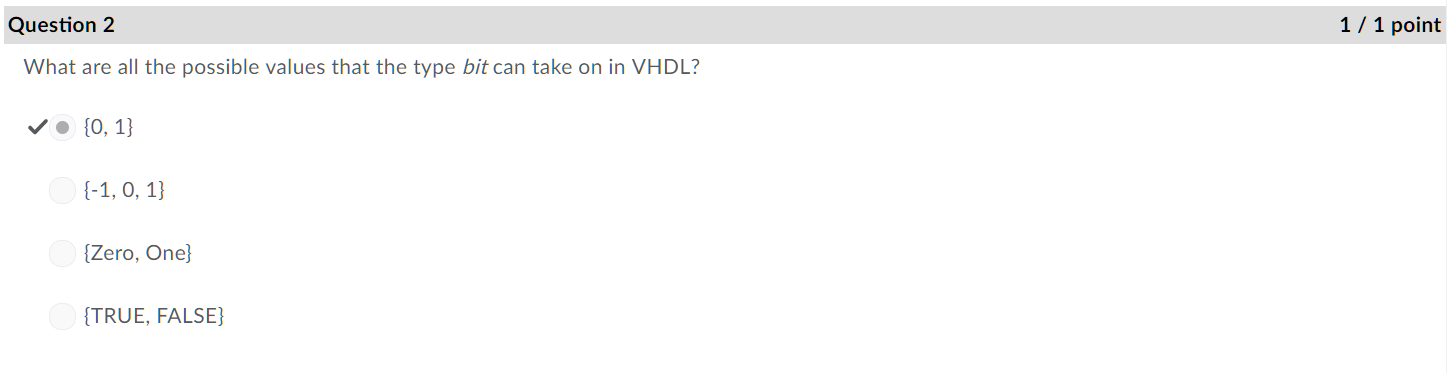 Question 2 1 / 1 point
What are all the possible values that the type bit can take on in VHDL?
{0, 1}
{-1, 0, 1}
{Zero, One}
{TRUE, FALSE}